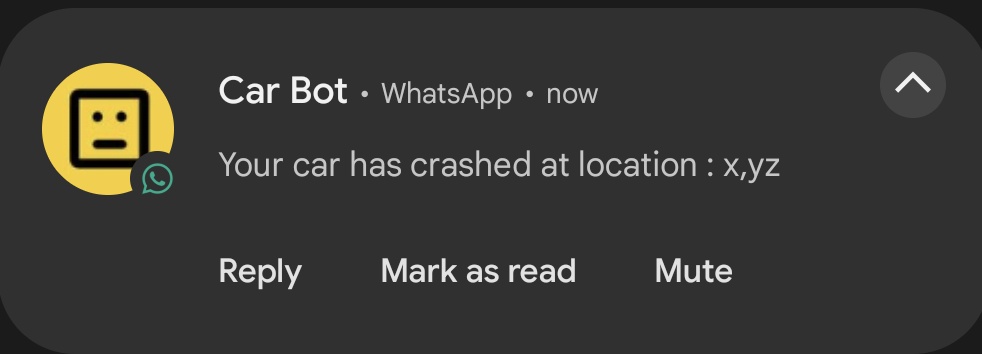 Car Bot • WhatsApp • now
Your car has crashed at location : x,yz
Reply Mark as read Mute